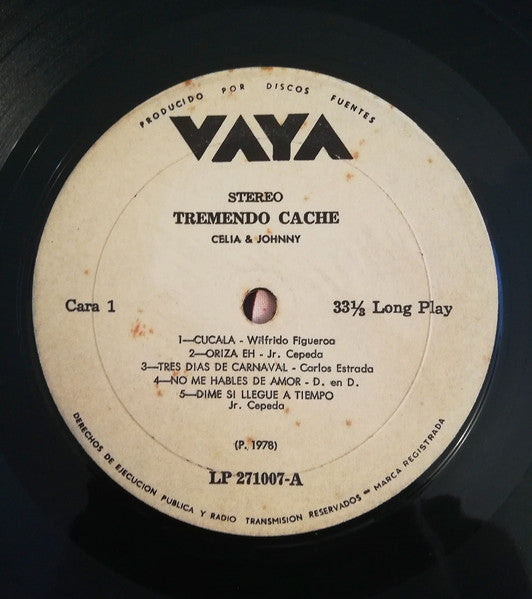 PRODUCIDO POR DISCOS FUENTES
VAYA
STEREO
TREMENDO CACHE
CELIA & JOHNNY
Cara 1
33⅓ Long Play
1—CUCALA - Wilfrido Figueroa
2—ORIZA EH - Jr. Cepeda
3—TRES DIAS DE CARNAVAL - Carlos Estrada
4—NO ME HABLES DE AMOR - D. en D.
5—DIME SI LLEGUE A TIEMPO
Jr. Cepeda
(P. 1978)
LP 271007-A
DERECHOS DE EJECUCION PUBLICA Y RADIO TRANSMISION RESERVADOS - MARCA REGISTRADA